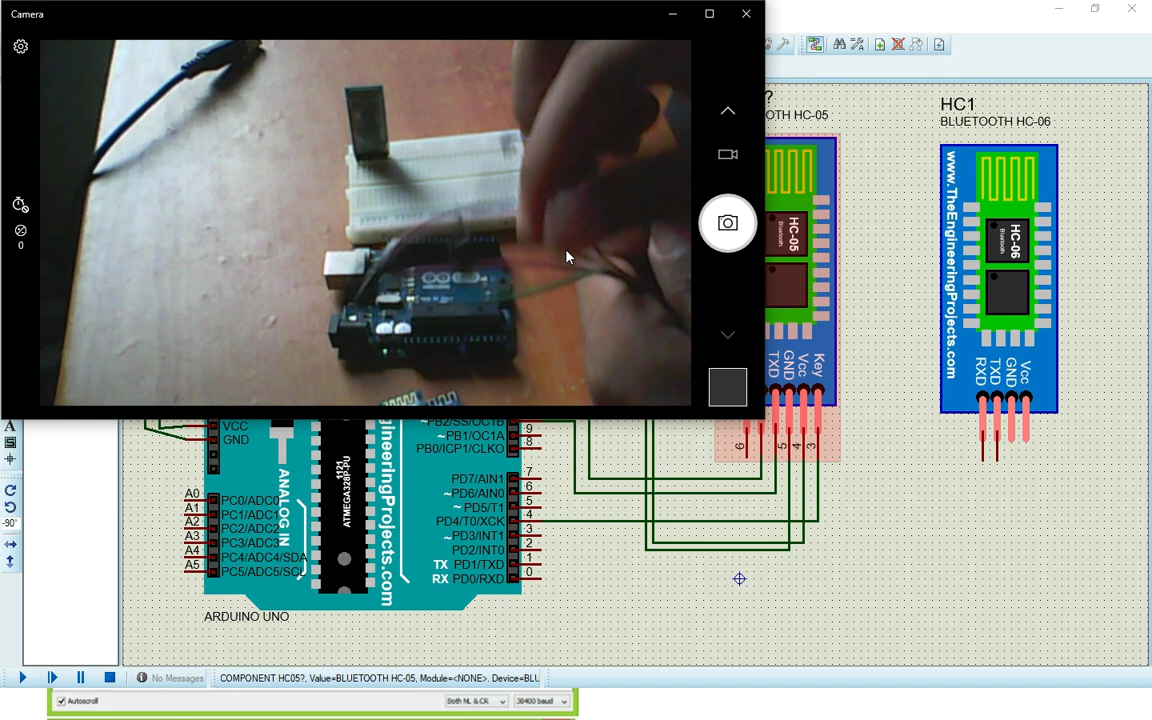 Camera
0
?
OTH HC-05
HC-05
Bluetooth
TXD
GND
Vcc
Key
6
5
4
3
HC1
BLUETOOTH HC-06
www.TheEngineeringProjects.com
HC-06
Bluetooth
RXD
TXD
GND
Vcc
A
-90°
VCC
GND
ANALOG IN
1121
ATMEGA328P-PU
gineeringProjects.com
~PB2/SS/OC1B
~PB1/OC1A
PB0/ICP1/CLKO
9
8
A0 PC0/ADC0
A1 PC1/ADC1
A2 PC2/ADC2
A3 PC3/ADC3
A4 PC4/ADC4/SDA
A5 PC5/ADC5/SCL
PD7/AIN1 7
~PD6/AIN0 6
~PD5/T1 5
PD4/T0/XCK 4
~PD3/INT1 3
PD2/INT0 2
TX PD1/TXD 1
RX PD0/RXD 0
ARDUINO UNO
No Messages
COMPONENT HC05?, Value=BLUETOOTH HC-05, Module=<NONE>. Device=BLU
Autoscroll
Both NL & CR
38400 baud